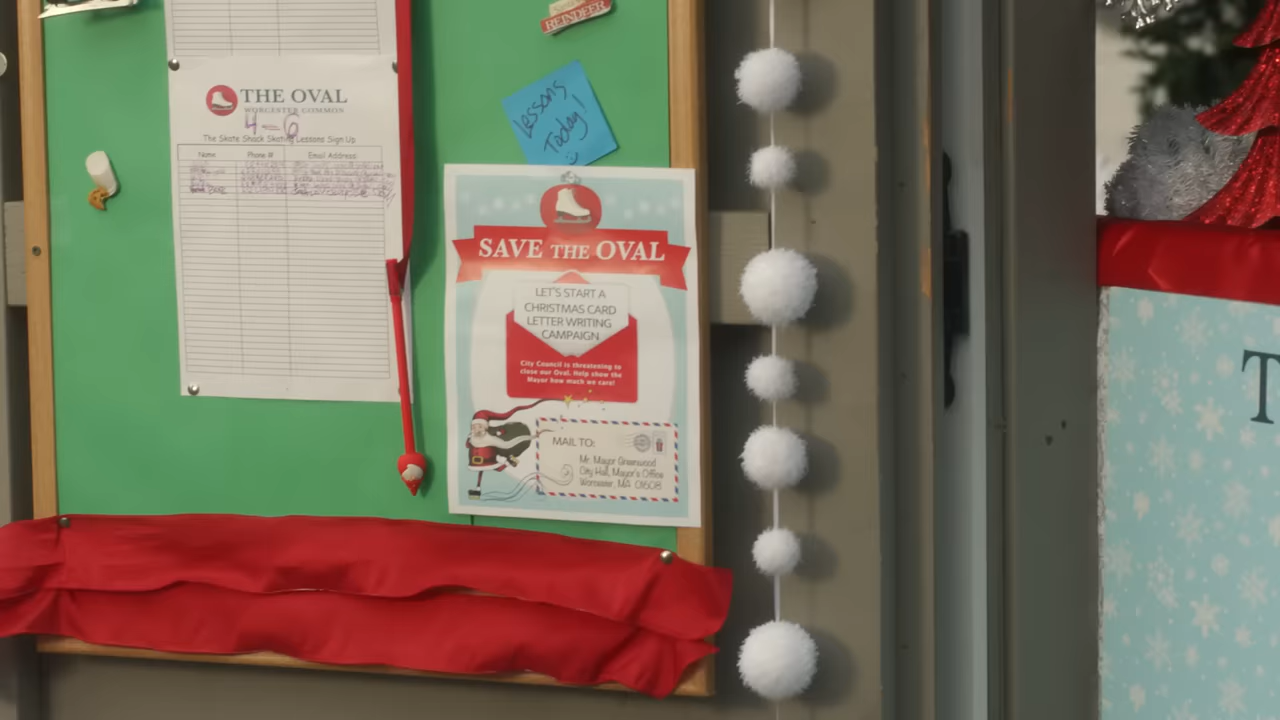 REINDEER
THE OVAL
WORCESTER COMMON
4-6
The Skate Shack Skating Lessons Sign Up
Name Phone # Email Address
Lessons
Today!
SAVE THE OVAL
LET'S START A
CHRISTMAS CARD
LETTER WRITING
CAMPAIGN
City Council is threatening to
close our Oval. Help show the
Mayor how much we care!
MAIL TO:
Mr. Mayor Greenwood
City Hall, Mayor's Office
Worcester, MA 01608
T